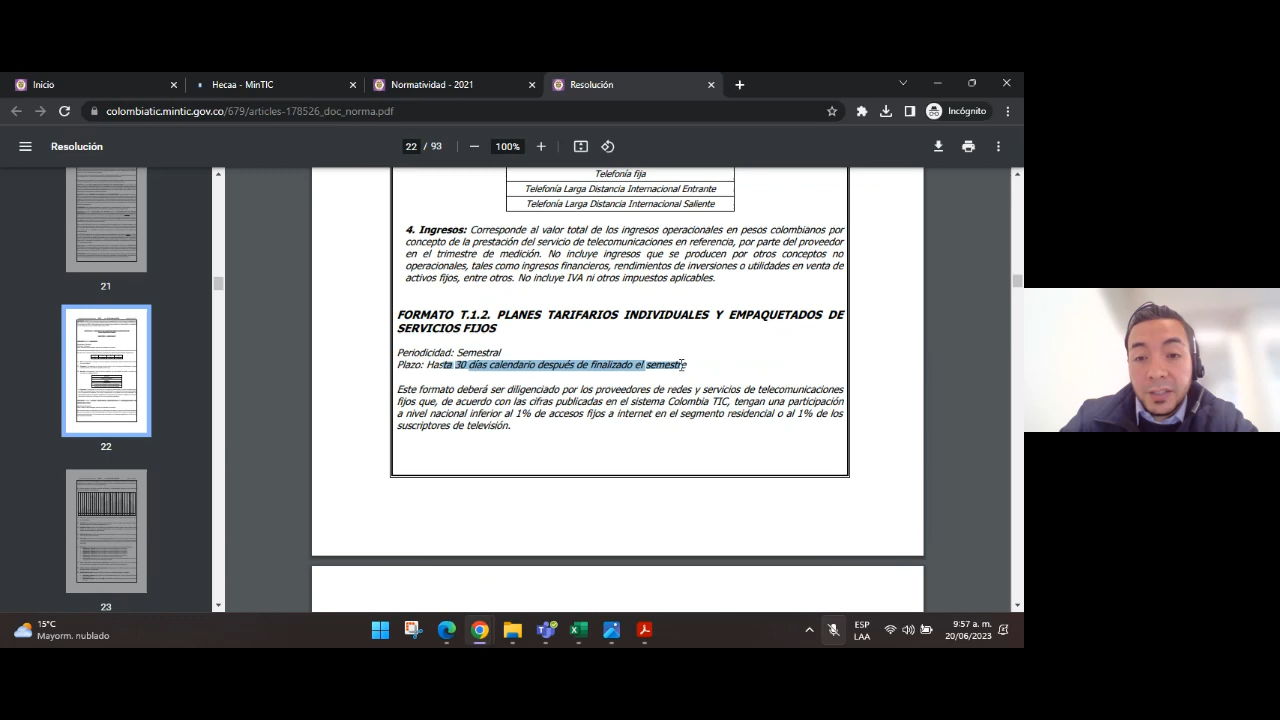 Inicio
Hecaa - MinTIC
Normatividad - 2021
Resolución
colombiatic.mintic.gov.co/679/articles-178526_doc_norma.pdf
Incógnito
Resolución
22 / 93
100%
21
22
23
Telefonía fija
Telefonía Larga Distancia Internacional Entrante
Telefonía Larga Distancia Internacional Saliente
4. Ingresos: Corresponde al valor total de los ingresos operacionales en pesos colombianos por
concepto de la prestación del servicio de telecomunicaciones en referencia, por parte del proveedor
en el trimestre de medición. No incluye ingresos que se producen por otros conceptos no
operacionales, tales como ingresos financieros, rendimientos de inversiones o utilidades en venta de
activos fijos, entre otros. No incluye IVA ni otros impuestos aplicables.
FORMATO T.1.2. PLANES TARIFARIOS INDIVIDUALES Y EMPAQUETADOS DE
SERVICIOS FIJOS
Periodicidad: Semestral
Plazo: Hasta 30 días calendario después de finalizado el semestre
Este formato deberá ser diligenciado por los proveedores de redes y servicios de telecomunicaciones
fijos que, de acuerdo con las cifras publicadas en el sistema Colombia TIC, tengan una participación
a nivel nacional inferior al 1% de accesos fijos a internet en el segmento residencial o al 1% de los
suscriptores de televisión.
15°C
Mayorm. nublado
ESP
LAA
9:57 a. m.
20/06/2023